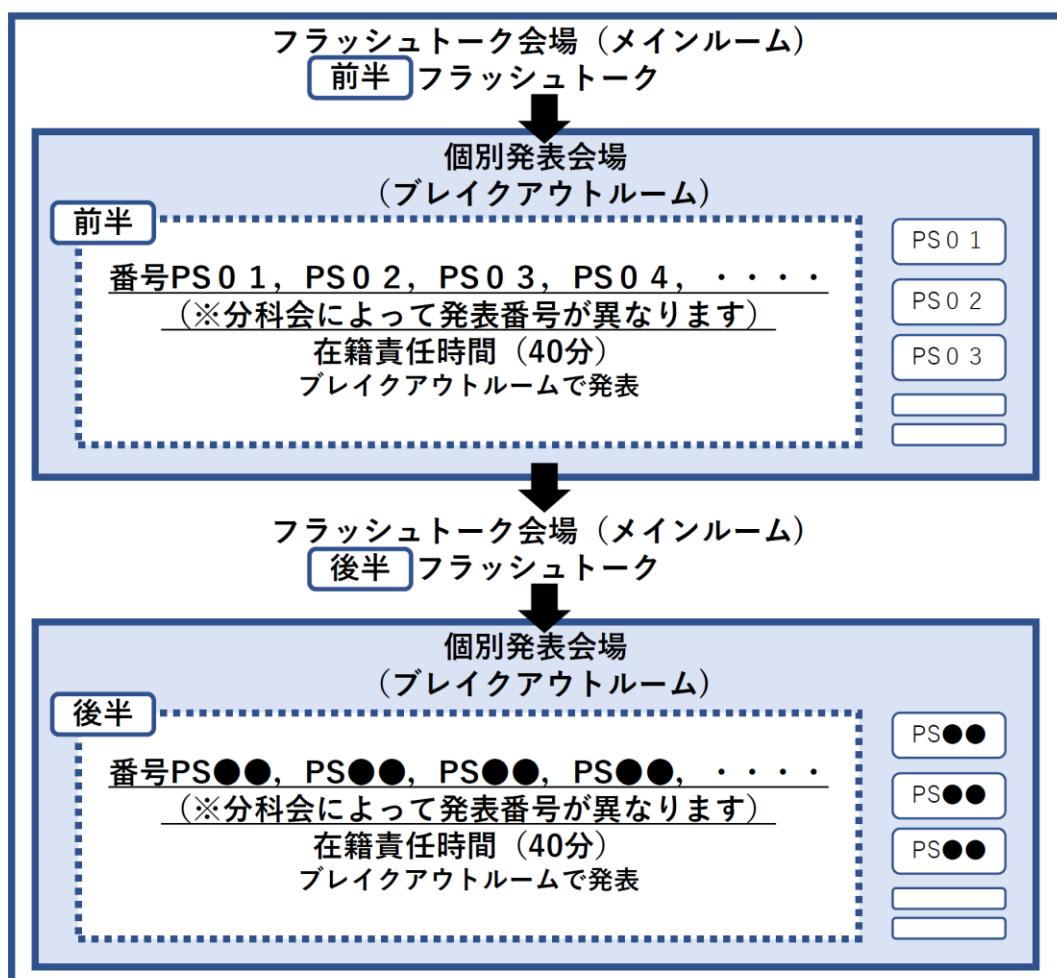 フラッシュトーク会場（メインルーム）
前半 フラッシュトーク
個別発表会場
（ブレイクアウトルーム）
前半
番号PS０１，PS０２，PS０３，PS０４，・・・・
（※分科会によって発表番号が異なります）
在籍責任時間（40分）
ブレイクアウトルームで発表
PS０１
PS０２
PS０３
フラッシュトーク会場（メインルーム）
後半 フラッシュトーク
個別発表会場
（ブレイクアウトルーム）
後半
番号PS●●，PS●●，PS●●，PS●●，・・・・
（※分科会によって発表番号が異なります）
在籍責任時間（40分）
ブレイクアウトルームで発表
PS●●
PS●●
PS●●